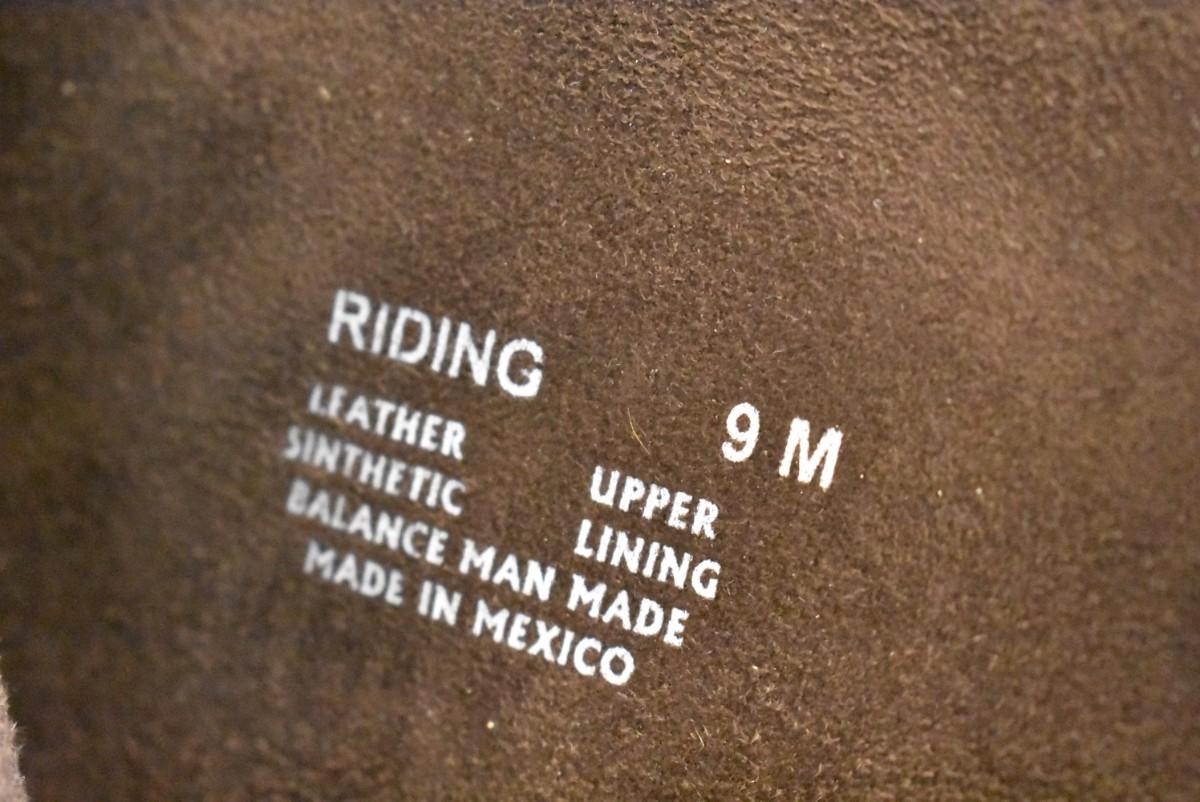 RIDING 9 M
LEATHER UPPER
SINTHETIC LINING
BALANCE MAN MADE
MADE IN MEXICO